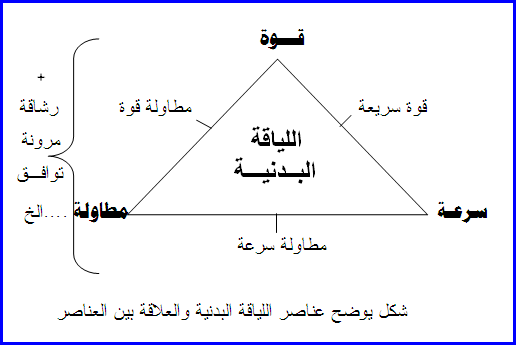 قـــوة
قوة سريعة
مطاولة قوة
+
رشاقة
مرونة
توافـــق
....الخ
اللياقة
البـدنيـــة
سرعـة
مطاولة
مطاولة سرعة
شكل يوضح عناصر اللياقة البدنية والعلاقة بين العناصر